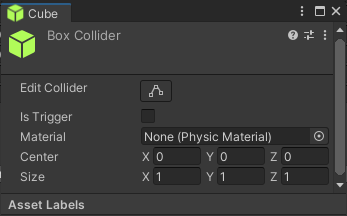 Cube
Box Collider
Edit Collider
Is Trigger
Material None (Physic Material)
Center X 0 Y 0 Z 0
Size X 1 Y 1 Z 1
Asset Labels